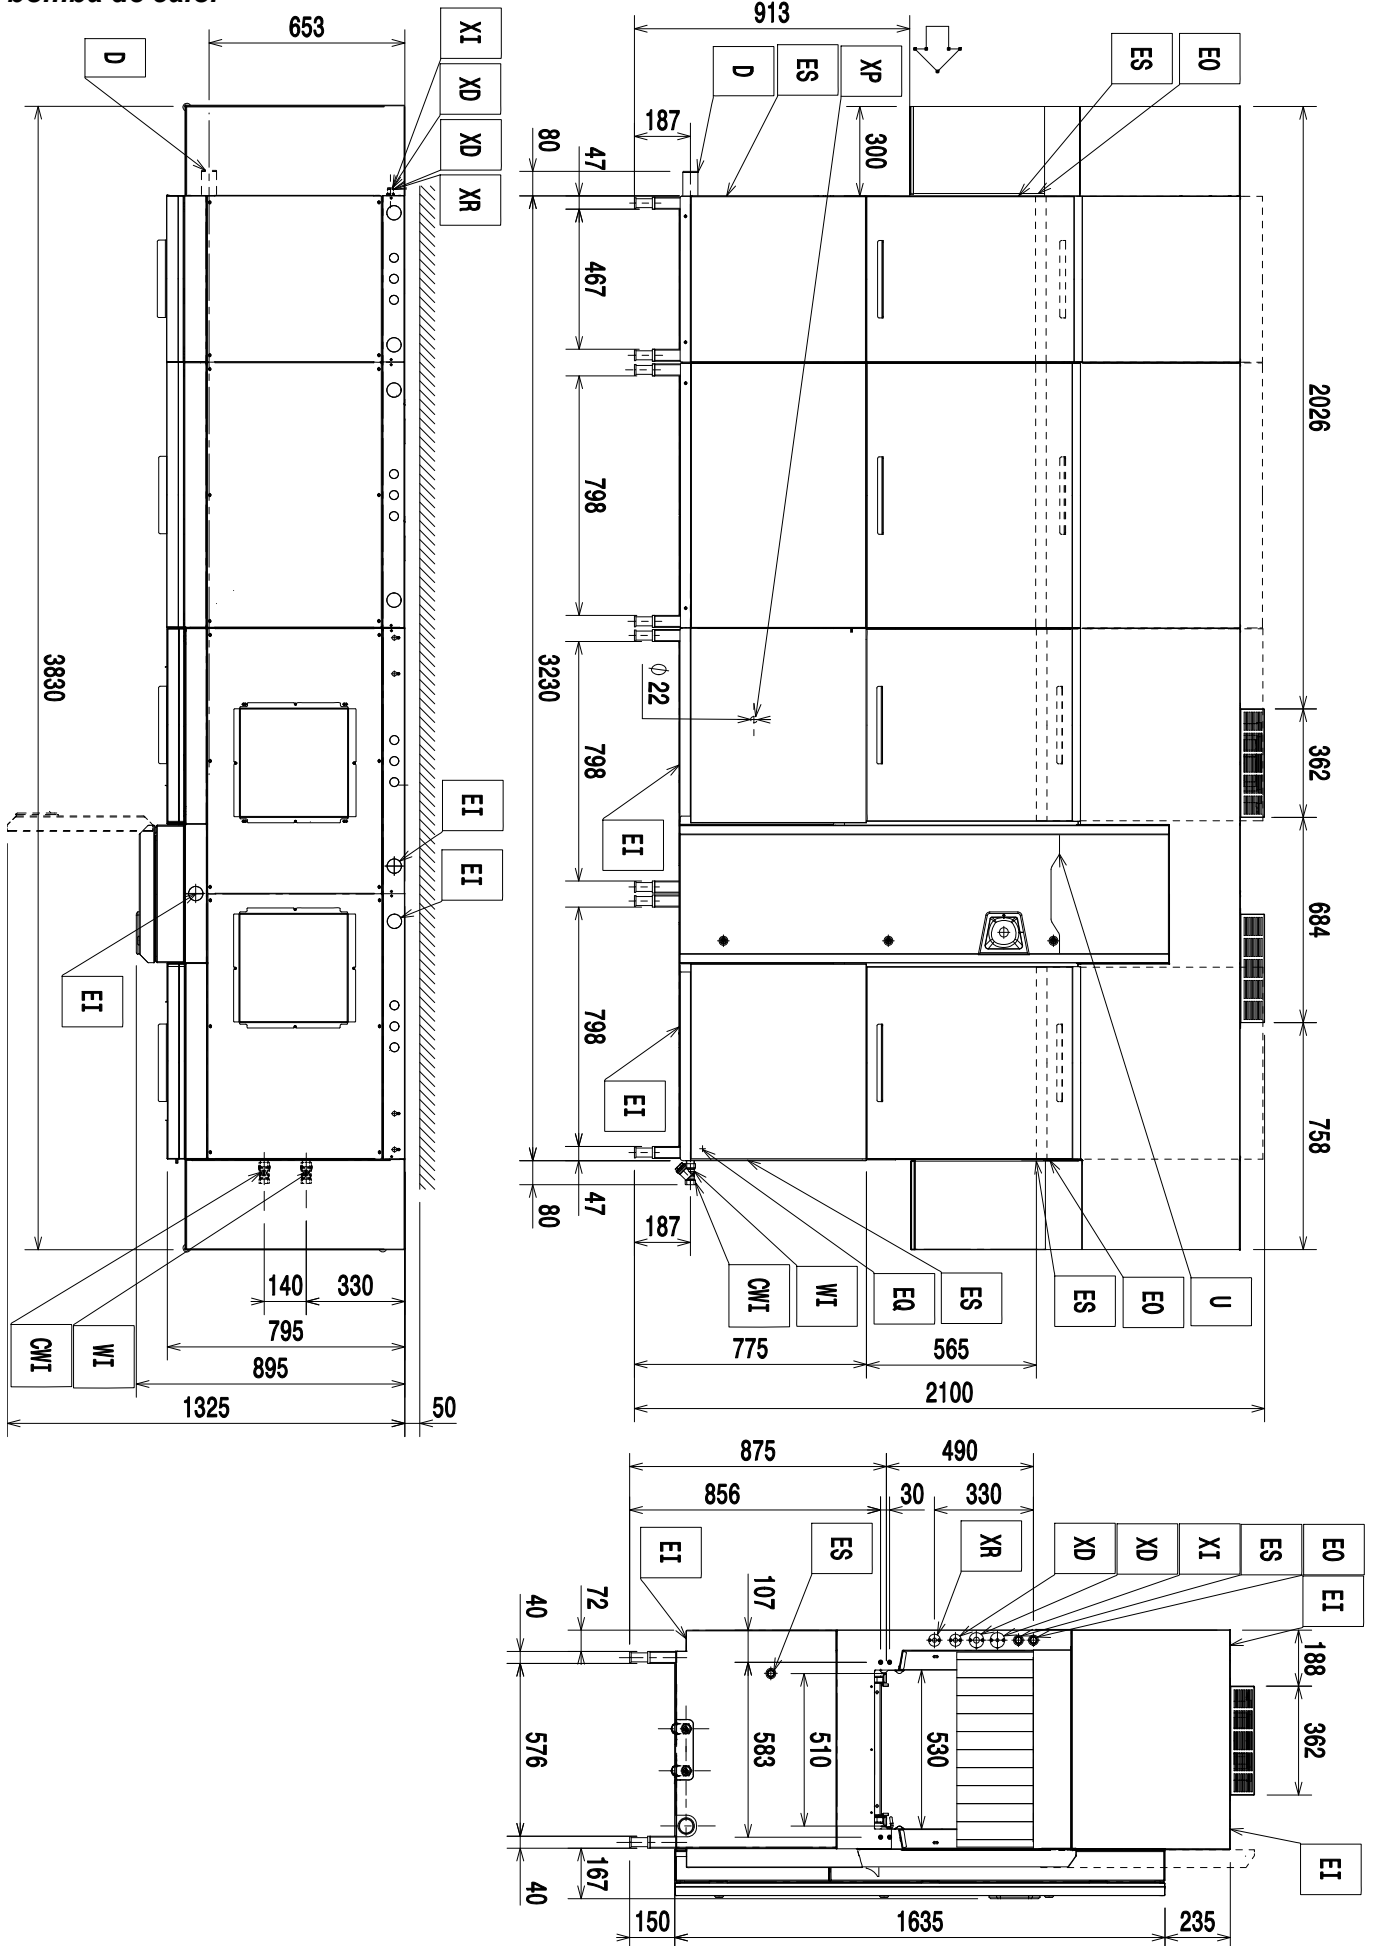 bomba de calor
653
D
XI
XD
XD
XR
3830
EI
EI
EI
140
330
795
895
1325
50
CWI
WI
913
187
80
47
300
D
ES
XP
ES
EO
2026
467
798
3230
Ø 22
798
362
EI
684
798
EI
758
47
80
187
CWI
WI
EQ
ES
ES
EO
U
775
565
2100
875
490
856
30
330
EI
ES
XR
XD
XD
XI
ES
EO
EI
107
72
40
188
576
583
510
530
362
167
40
EI
150
1635
235